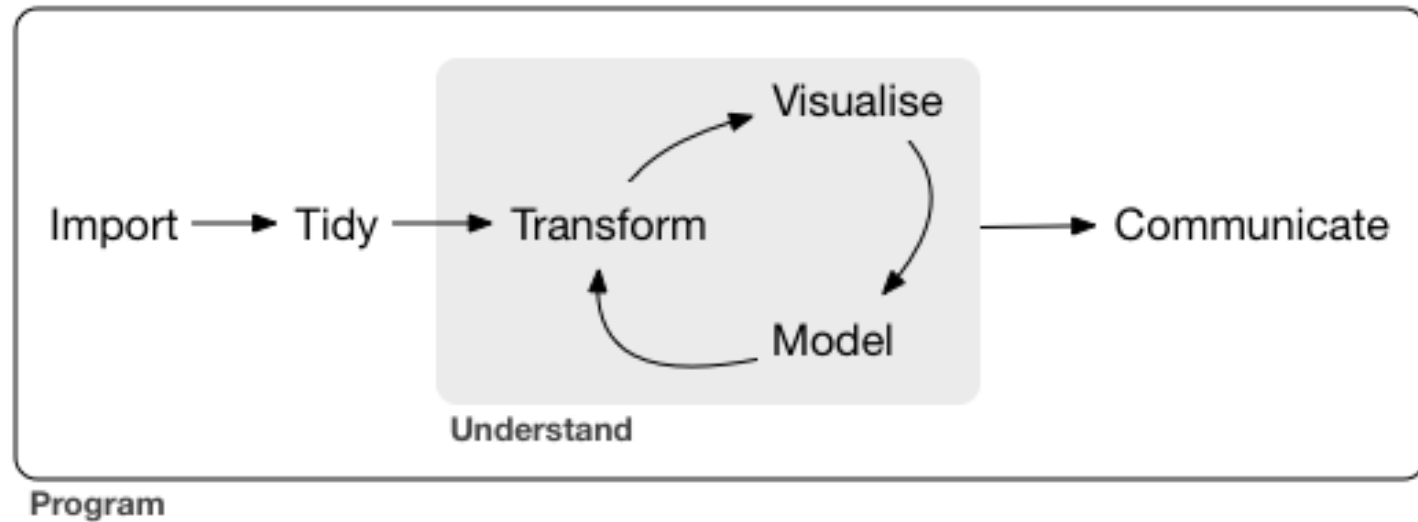 Visualise
Import
Tidy
Transform
Communicate
Model
Understand
Program